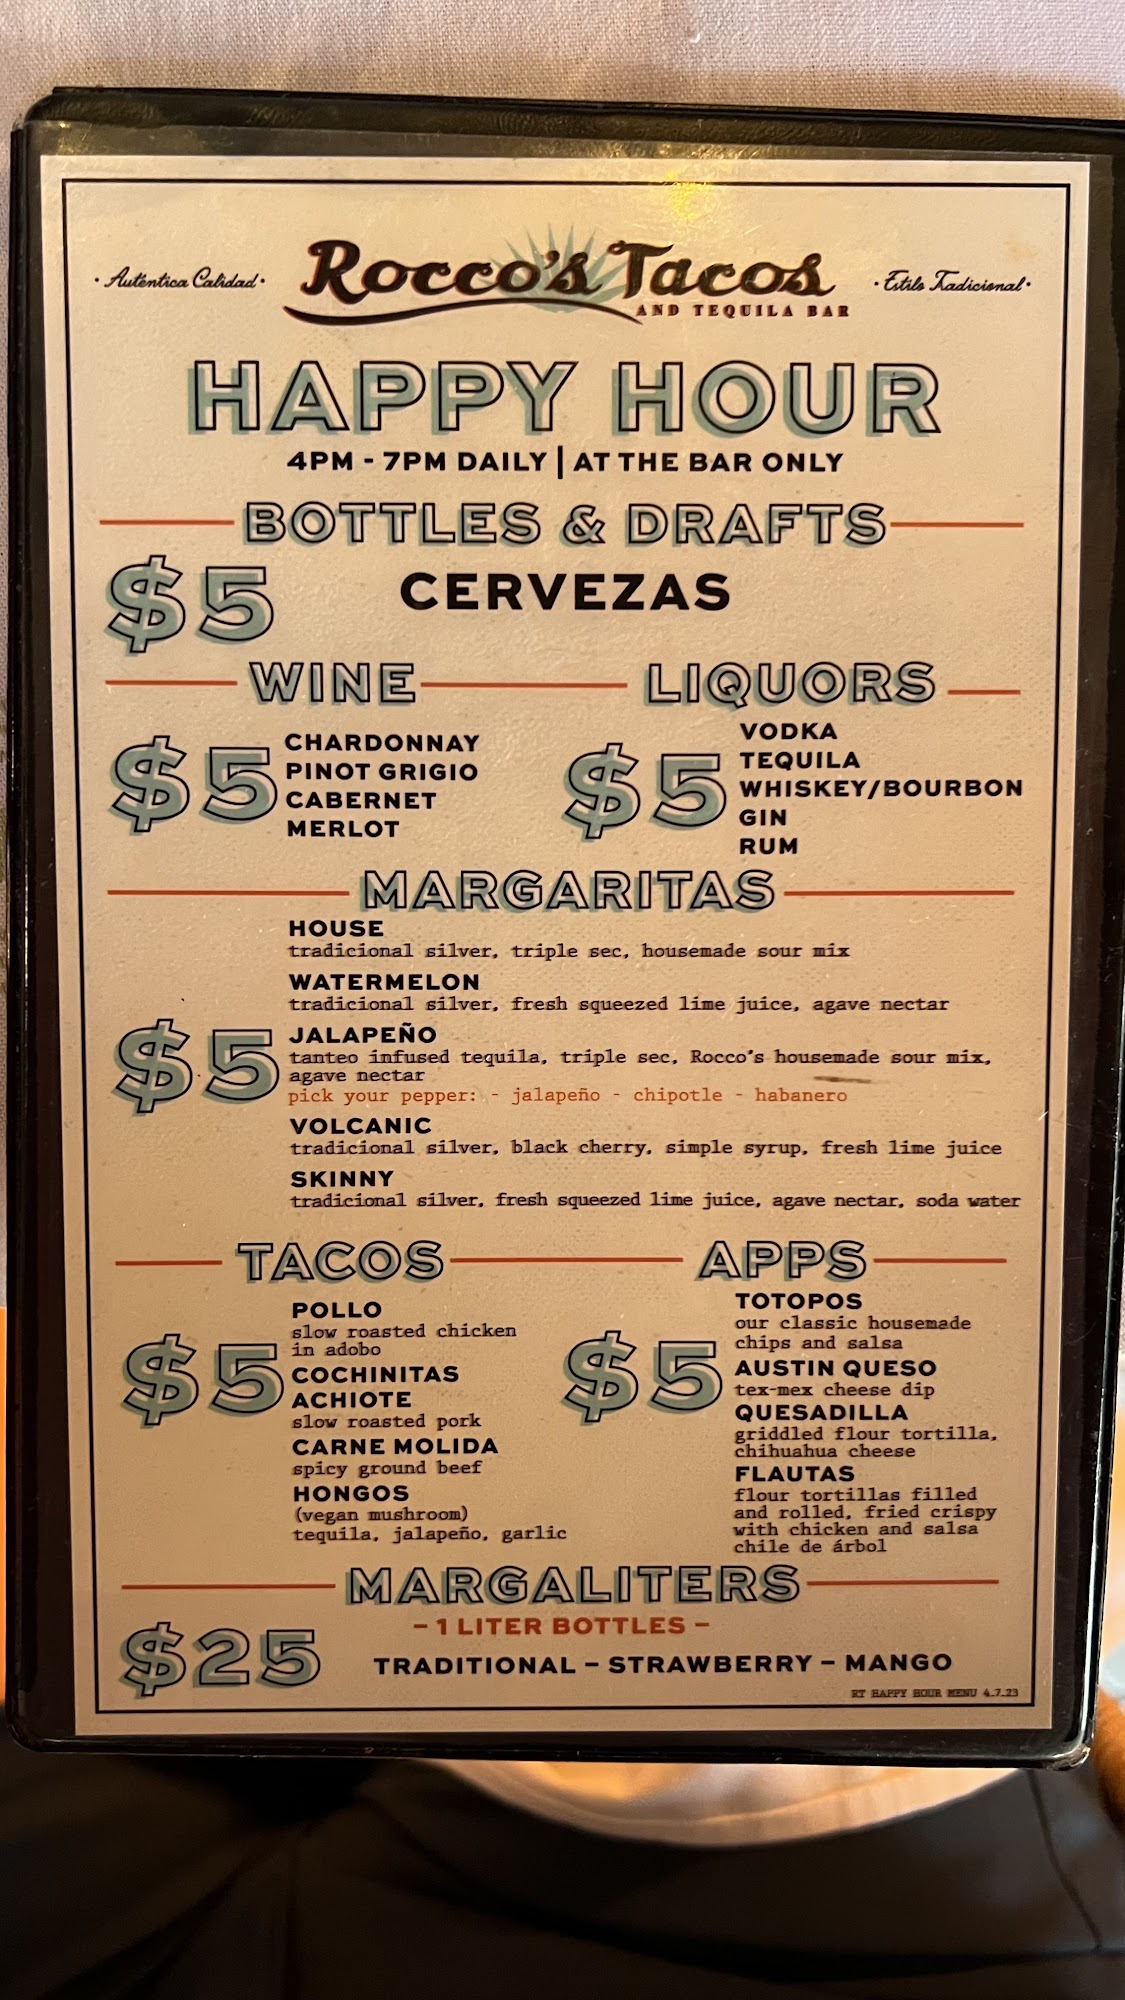 · Autentica Calidad ·
Rocco's Tacos
AND TEQUILA BAR
· Estilo Tradicional ·
HAPPY HOUR
4PM - 7PM DAILY | AT THE BAR ONLY
BOTTLES & DRAFTS
$5
CERVEZAS
WINE
$5
CHARDONNAY
PINOT GRIGIO
CABERNET
MERLOT
LIQUORS
$5
VODKA
TEQUILA
WHISKEY/BOURBON
GIN
RUM
MARGARITAS
$5
HOUSE
tradicional silver, triple sec, housemade sour mix
WATERMELON
tradicional silver, fresh squeezed lime juice, agave nectar
JALAPEÑO
tanteo infused tequila, triple sec, Rocco's housemade sour mix,
agave nectar
pick your pepper: - jalapeño - chipotle - habanero
VOLCANIC
tradicional silver, black cherry, simple syrup, fresh lime juice
SKINNY
tradicional silver, fresh squeezed lime juice, agave nectar, soda water
TACOS
$5
POLLO
slow roasted chicken
in adobo
COCHINITAS
ACHIOTE
slow roasted pork
CARNE MOLIDA
spicy ground beef
HONGOS
(vegan mushroom)
tequila, jalapeño, garlic
APPS
$5
TOTOPOS
our classic housemade
chips and salsa
AUSTIN QUESO
tex-mex cheese dip
QUESADILLA
griddled flour tortilla,
chihuahua cheese
FLAUTAS
flour tortillas filled
and rolled, fried crispy
with chicken and salsa
chile de árbol
MARGALITERS
– 1 LITER BOTTLES –
$25
TRADITIONAL – STRAWBERRY – MANGO
RT HAPPY HOUR MENU 4.7.23